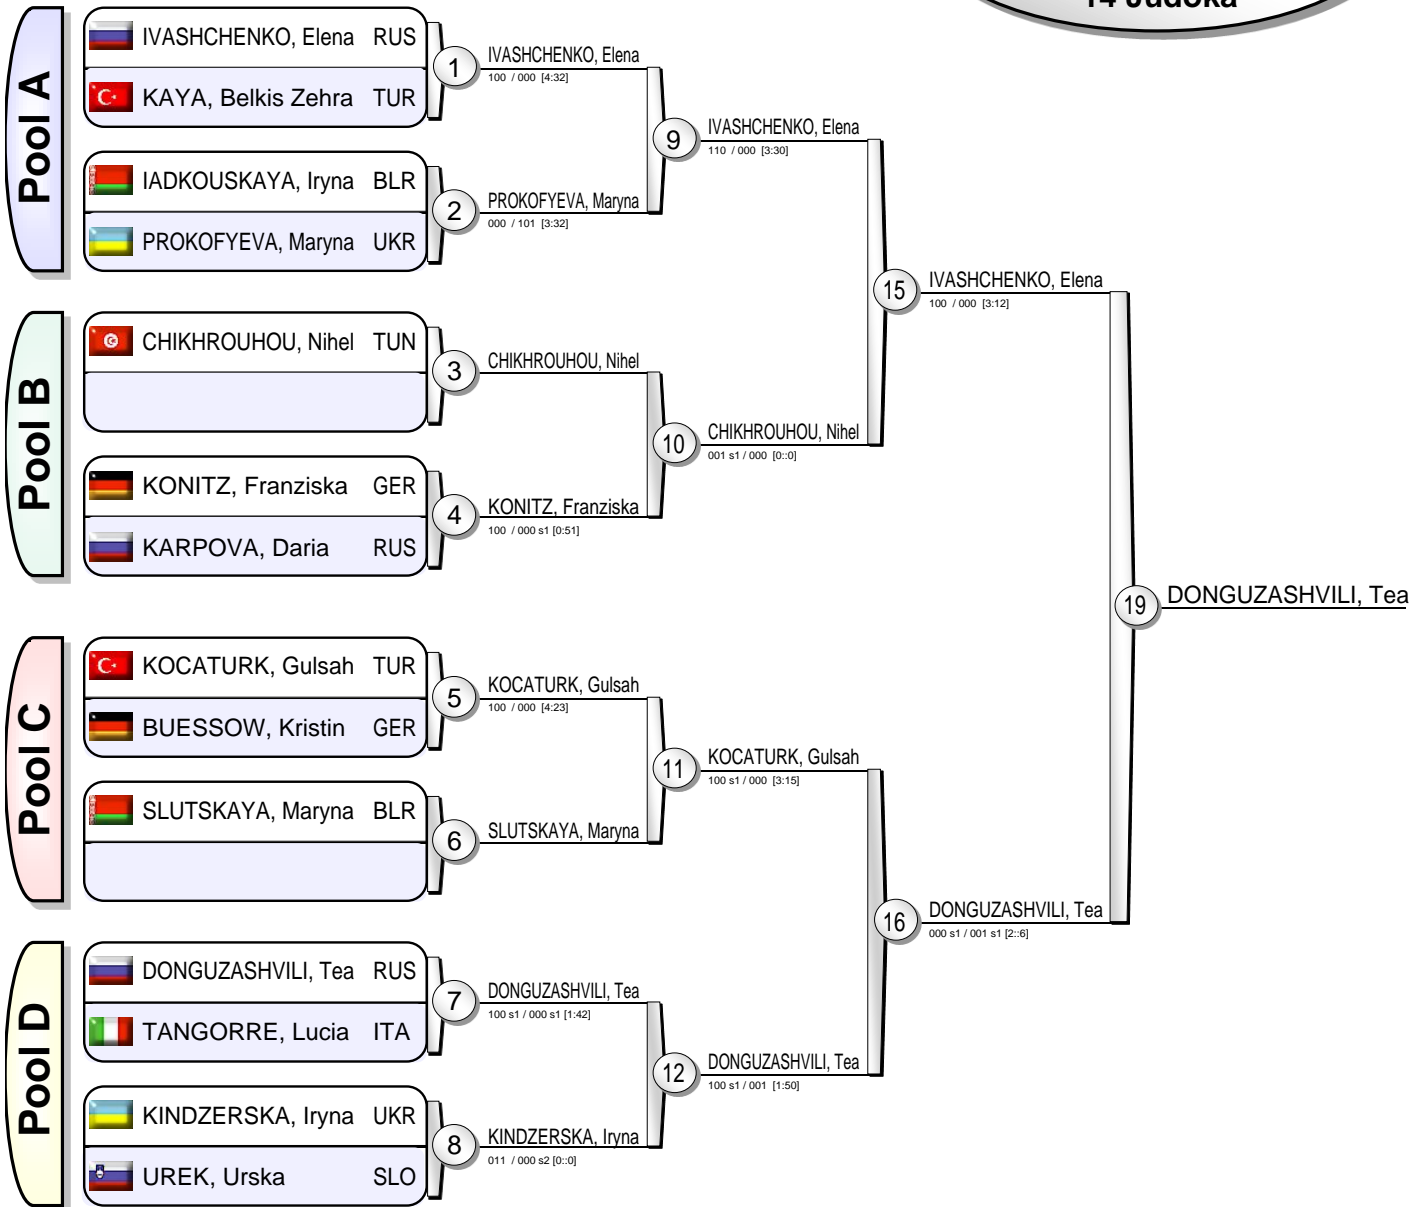 14 Judoka
Pool A
IVASHCHENKO, Elena RUS
KAYA, Belkis Zehra TUR
1
IVASHCHENKO, Elena
100 / 000 [4:32]
IADKOUSKAYA, Iryna BLR
PROKOFYEVA, Maryna UKR
2
PROKOFYEVA, Maryna
000 / 101 [3:32]
9
IVASHCHENKO, Elena
110 / 000 [3:30]
Pool B
CHIKHROUHOU, Nihel TUN
3
CHIKHROUHOU, Nihel
KONITZ, Franziska GER
KARPOVA, Daria RUS
4
KONITZ, Franziska
100 / 000 s1 [0:51]
10
CHIKHROUHOU, Nihel
001 s1 / 000 [0::0]
15
IVASHCHENKO, Elena
100 / 000 [3:12]
Pool C
KOCATURK, Gulsah TUR
BUESSOW, Kristin GER
5
KOCATURK, Gulsah
100 / 000 [4:23]
SLUTSKAYA, Maryna BLR
6
SLUTSKAYA, Maryna
11
KOCATURK, Gulsah
100 s1 / 000 [3:15]
Pool D
DONGUZASHVILI, Tea RUS
TANGORRE, Lucia ITA
7
DONGUZASHVILI, Tea
100 s1 / 000 s1 [1:42]
KINDZERSKA, Iryna UKR
UREK, Urska SLO
8
KINDZERSKA, Iryna
011 / 000 s2 [0::0]
12
DONGUZASHVILI, Tea
100 s1 / 001 [1:50]
16
DONGUZASHVILI, Tea
000 s1 / 001 s1 [2::6]
19
DONGUZASHVILI, Tea